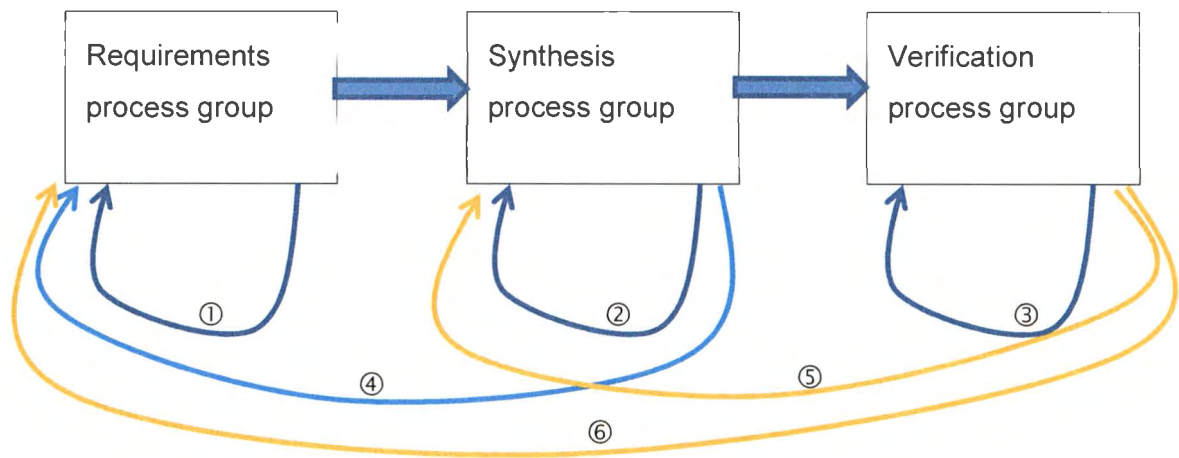 Requirements
process group
Synthesis
process group
Verification
process group
①
②
③
④
⑤
⑥